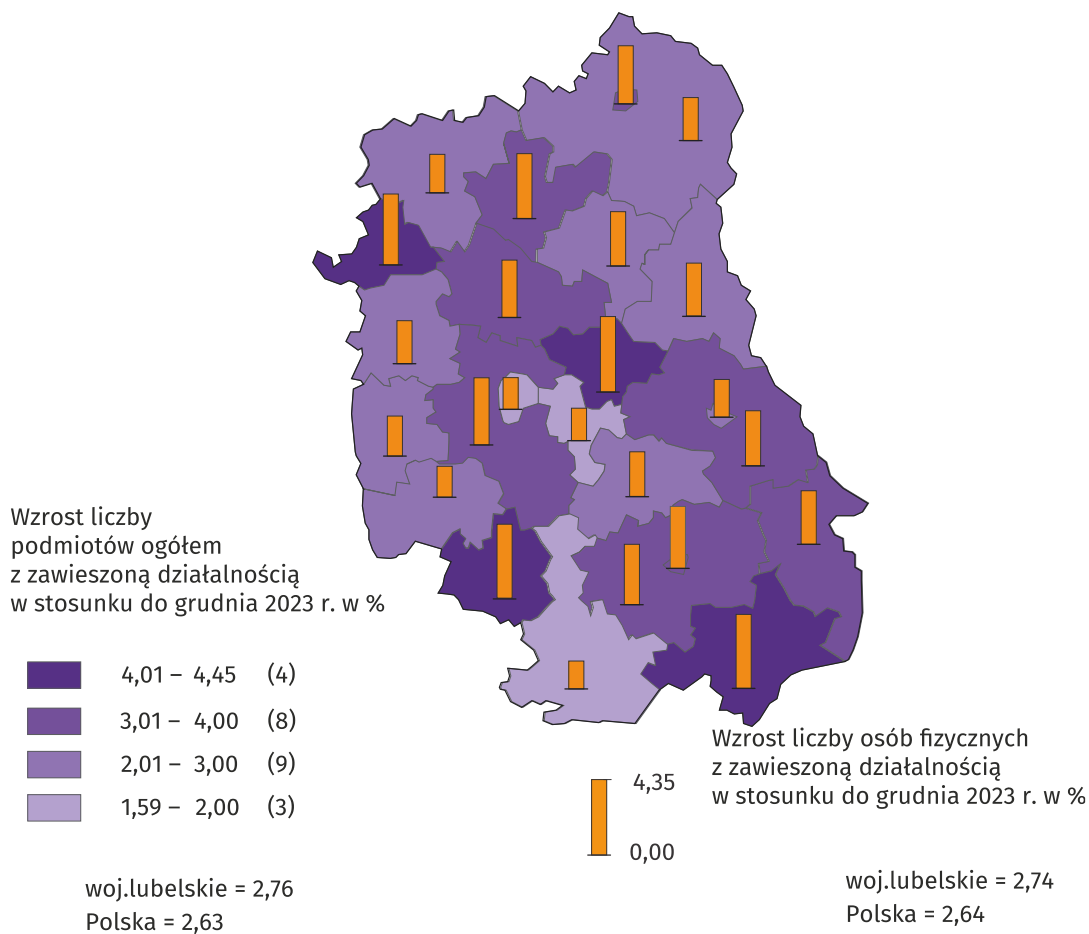 Wzrost liczby
podmiotów ogółem
z zawieszoną działalnością
w stosunku do grudnia 2023 r. w %
4,01 – 4,45 (4)
3,01 – 4,00 (8)
2,01 – 3,00 (9)
1,59 – 2,00 (3)
woj.lubelskie = 2,76
Polska = 2,63
Wzrost liczby osób fizycznych
z zawieszoną działalnością
w stosunku do grudnia 2023 r. w %
4,35
0,00
woj.lubelskie = 2,74
Polska = 2,64